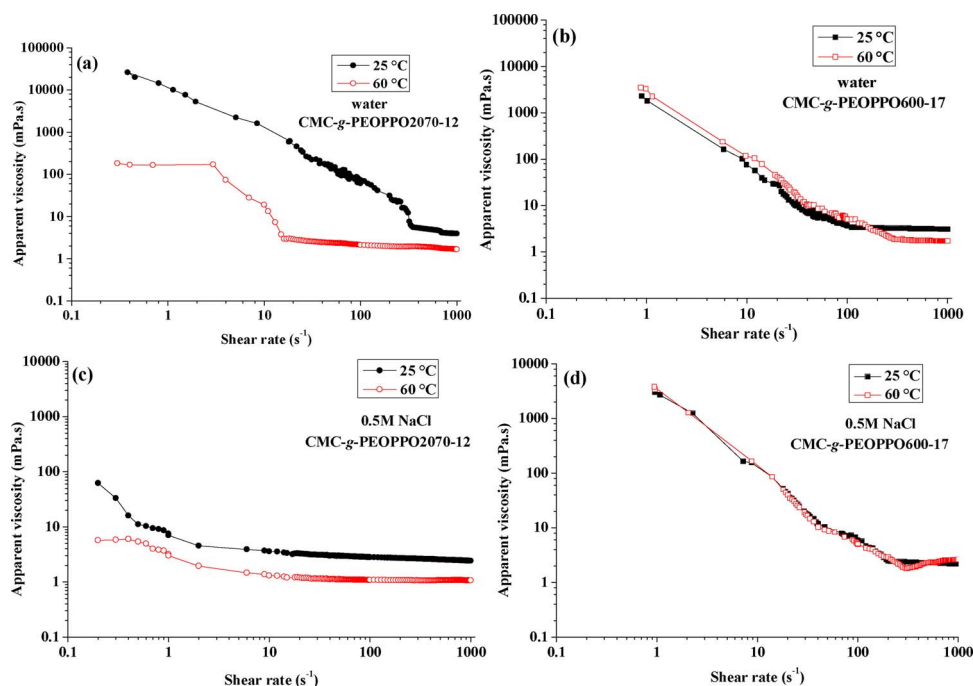 (a)
25 °C
60 °C
water
CMC-g-PEOPPO2070-12
100000
10000
1000
100
10
1
0.1
Apparent viscosity (mPa.s)
0.1
1
10
100
1000
Shear rate (s-1)
(b)
25 °C
60 °C
water
CMC-g-PEOPPO600-17
100000
10000
1000
100
10
1
0.1
Apparent viscosity (mPa.s)
0.1
1
10
100
1000
Shear rate (s-1)
(c)
25 °C
60 °C
0.5M NaCl
CMC-g-PEOPPO2070-12
10000
1000
100
10
1
0.1
Apparent viscosity (mPa.s)
0.1
1
10
100
1000
Shear rate (s-1)
(d)
25 °C
60 °C
0.5M NaCl
CMC-g-PEOPPO600-17
10000
1000
100
10
1
0.1
Apparent viscosity (mPa.s)
0.1
1
10
100
1000
Shear rate (s-1)